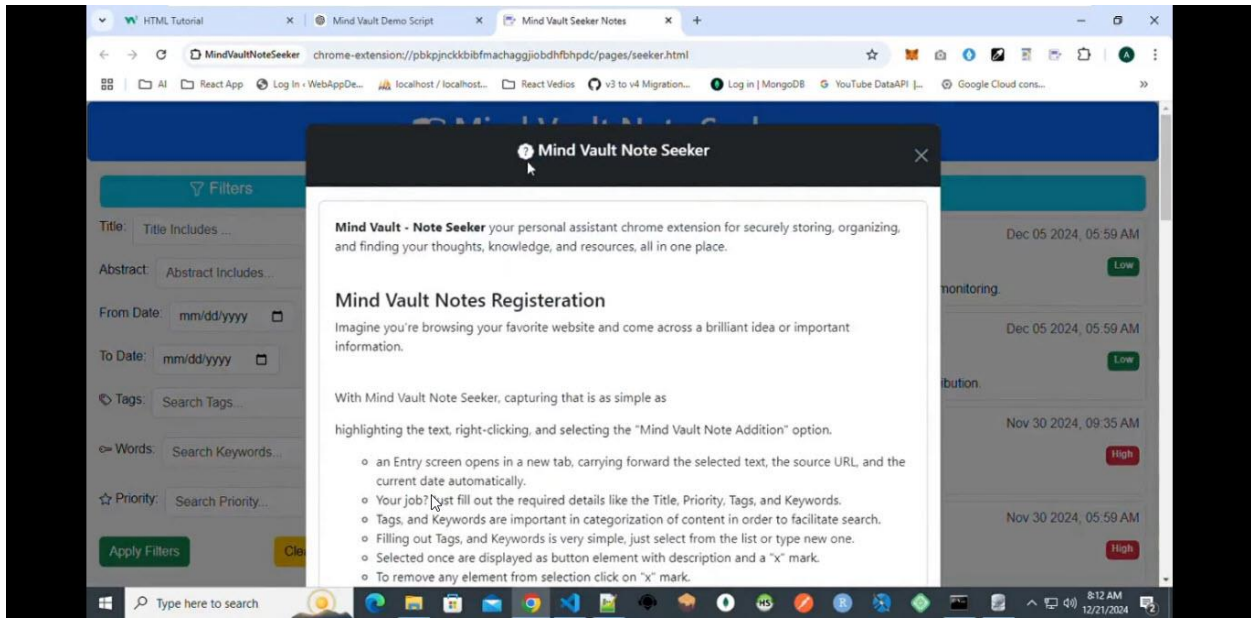 HTML Tutorial
Mind Vault Demo Script
Mind Vault Seeker Notes
MindVaultNoteSeeker
chrome-extension://pbkpjnckkbibfmachaggjiobdhfbhpdc/pages/seeker.html
AI
React App
Log In ‹ WebAppDe...
localhost / localhost...
React Vedios
v3 to v4 Migration...
Log in | MongoDB
YouTube DataAPI |...
Google Cloud cons...
»
Mind Vault Note Seeker
Mind Vault Note Seeker
Filters
Title:
Title Includes ...
Abstract:
Abstract Includes...
From Date:
mm/dd/yyyy
To Date:
mm/dd/yyyy
Tags:
Search Tags...
Words:
Search Keywords...
Priority:
Search Priority...
Apply Filters
Cle
Mind Vault - Note Seeker your personal assistant chrome extension for securely storing, organizing,
and finding your thoughts, knowledge, and resources, all in one place.
Mind Vault Notes Registeration
Imagine you're browsing your favorite website and come across a brilliant idea or important
information.
With Mind Vault Note Seeker, capturing that is as simple as
highlighting the text, right-clicking, and selecting the "Mind Vault Note Addition" option.
an Entry screen opens in a new tab, carrying forward the selected text, the source URL, and the
current date automatically.
Your job? Just fill out the required details like the Title, Priority, Tags, and Keywords.
Tags, and Keywords are important in categorization of content in order to facilitate search.
Filling out Tags, and Keywords is very simple, just select from the list or type new one.
Selected once are displayed as button element with description and a "x" mark.
To remove any element from selection click on "x" mark.
Dec 05 2024, 05:59 AM
Low
monitoring.
Dec 05 2024, 05:59 AM
Low
ibution.
Nov 30 2024, 09:35 AM
High
Nov 30 2024, 05:59 AM
High
Type here to search
8:12 AM
12/21/2024